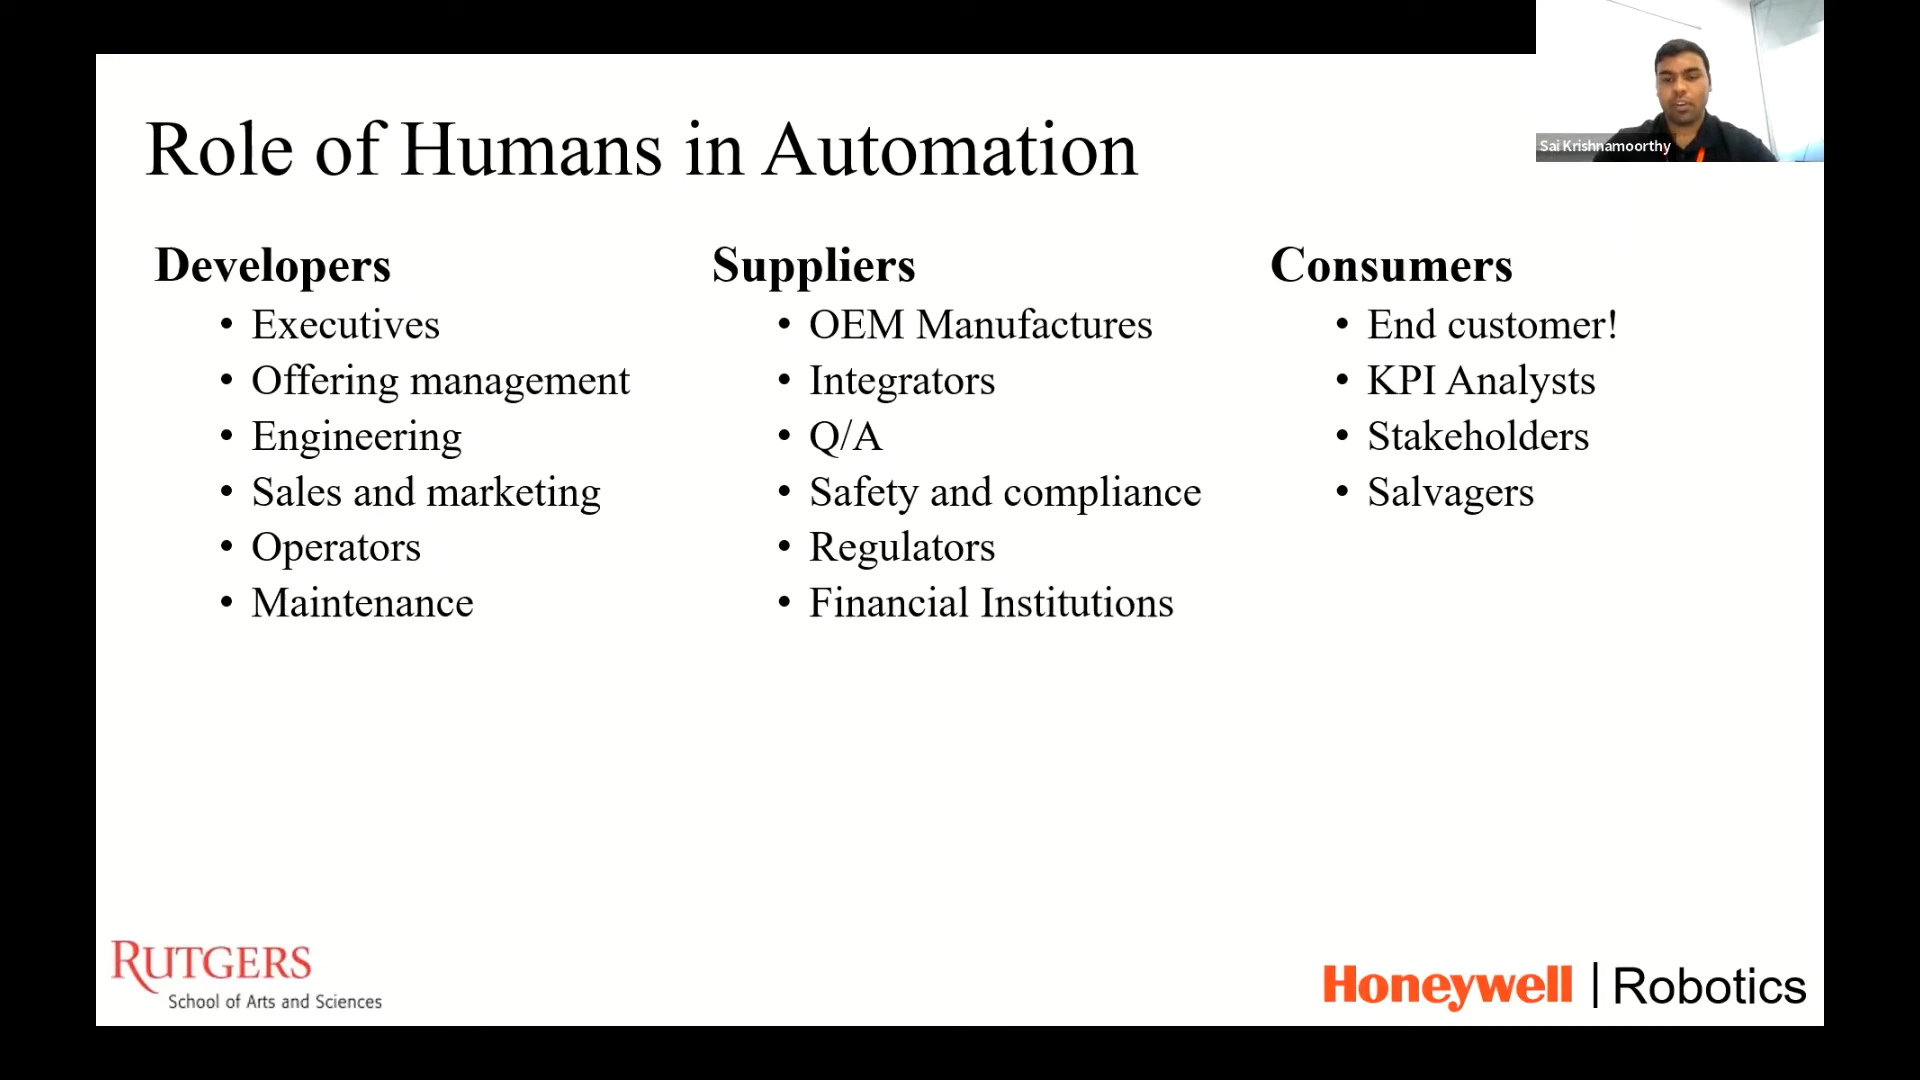 Role of Humans in Automation
Sai Krishnamoorthy
Developers
• Executives
• Offering management
• Engineering
• Sales and marketing
• Operators
• Maintenance
Suppliers
• OEM Manufactures
• Integrators
• Q/A
• Safety and compliance
• Regulators
• Financial Institutions
Consumers
• End customer!
• KPI Analysts
• Stakeholders
• Salvagers
RUTGERS
School of Arts and Sciences
Honeywell | Robotics